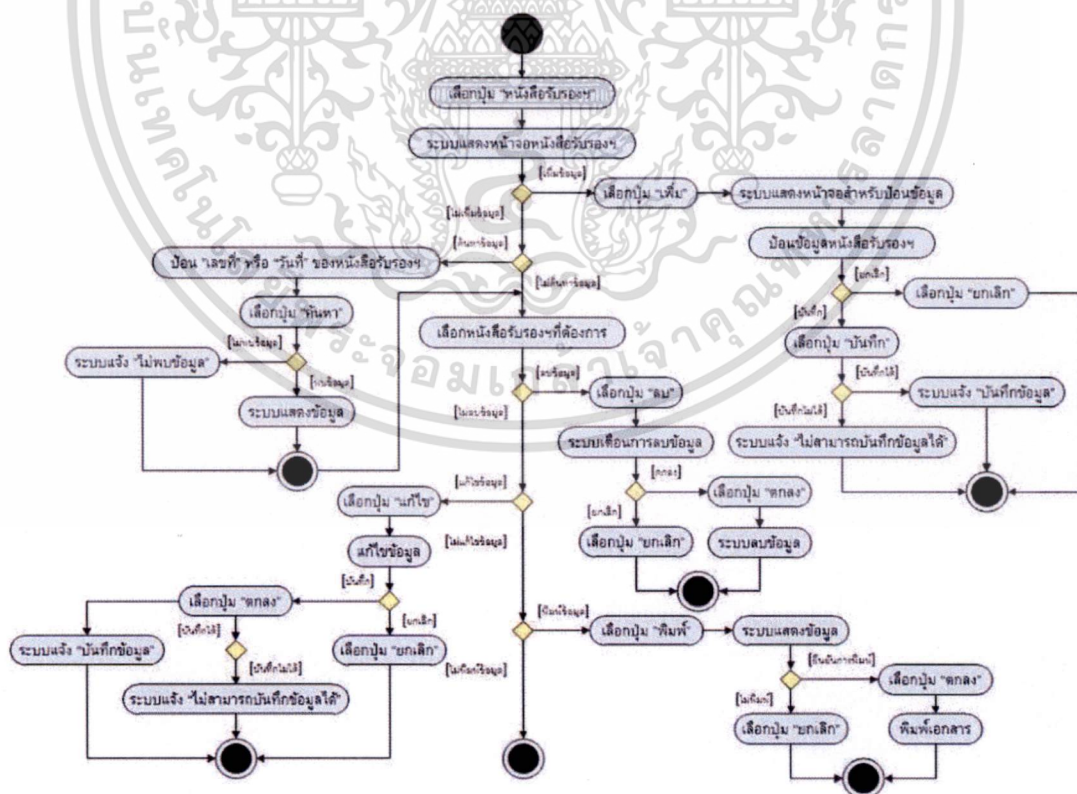 เลือกปุ่ม "หนังสือรับรองฯ"
ระบบแสดงหน้าจอหนังสือรับรองฯ
[เพิ่มข้อมูล]
เลือกปุ่ม "เพิ่ม"
ระบบแสดงหน้าจอสำหรับป้อนข้อมูล
[ไม่เพิ่มข้อมูล]
[ค้นหาข้อมูล]
ป้อนข้อมูลหนังสือรับรองฯ
ป้อน "เลขที่" หรือ "วันที่" ของหนังสือรับรองฯ
[ไม่ค้นหาข้อมูล]
[ยกเลิก]
เลือกปุ่ม "ยกเลิก"
[บันทึก]
เลือกปุ่ม "ค้นหา"
เลือกหนังสือรับรองฯที่ต้องการ
เลือกปุ่ม "บันทึก"
[ไม่พบข้อมูล]
ระบบแจ้ง "ไม่พบข้อมูล"
[พบข้อมูล]
ระบบแสดงข้อมูล
[ลบข้อมูล]
เลือกปุ่ม "ลบ"
[ไม่ลบข้อมูล]
[บันทึกได้]
ระบบแจ้ง "บันทึกข้อมูล"
[บันทึกไม่ได้]
ระบบเตือนการลบข้อมูล
ระบบแจ้ง "ไม่สามารถบันทึกข้อมูลได้"
[ตกลง]
เลือกปุ่ม "ตกลง"
[ยกเลิก]
เลือกปุ่ม "ยกเลิก"
ระบบลบข้อมูล
[แก้ไขข้อมูล]
เลือกปุ่ม "แก้ไข"
[ไม่แก้ไขข้อมูล]
แก้ไขข้อมูล
[บันทึก]
เลือกปุ่ม "ตกลง"
[ยกเลิก]
[บันทึกได้]
ระบบแจ้ง "บันทึกข้อมูล"
เลือกปุ่ม "ยกเลิก"
[บันทึกไม่ได้]
ระบบแจ้ง "ไม่สามารถบันทึกข้อมูลได้"
[พิมพ์ข้อมูล]
เลือกปุ่ม "พิมพ์"
ระบบแสดงข้อมูล
[ไม่พิมพ์ข้อมูล]
[ยืนยันการพิมพ์]
เลือกปุ่ม "ตกลง"
[ไม่พิมพ์]
เลือกปุ่ม "ยกเลิก"
พิมพ์เอกสาร